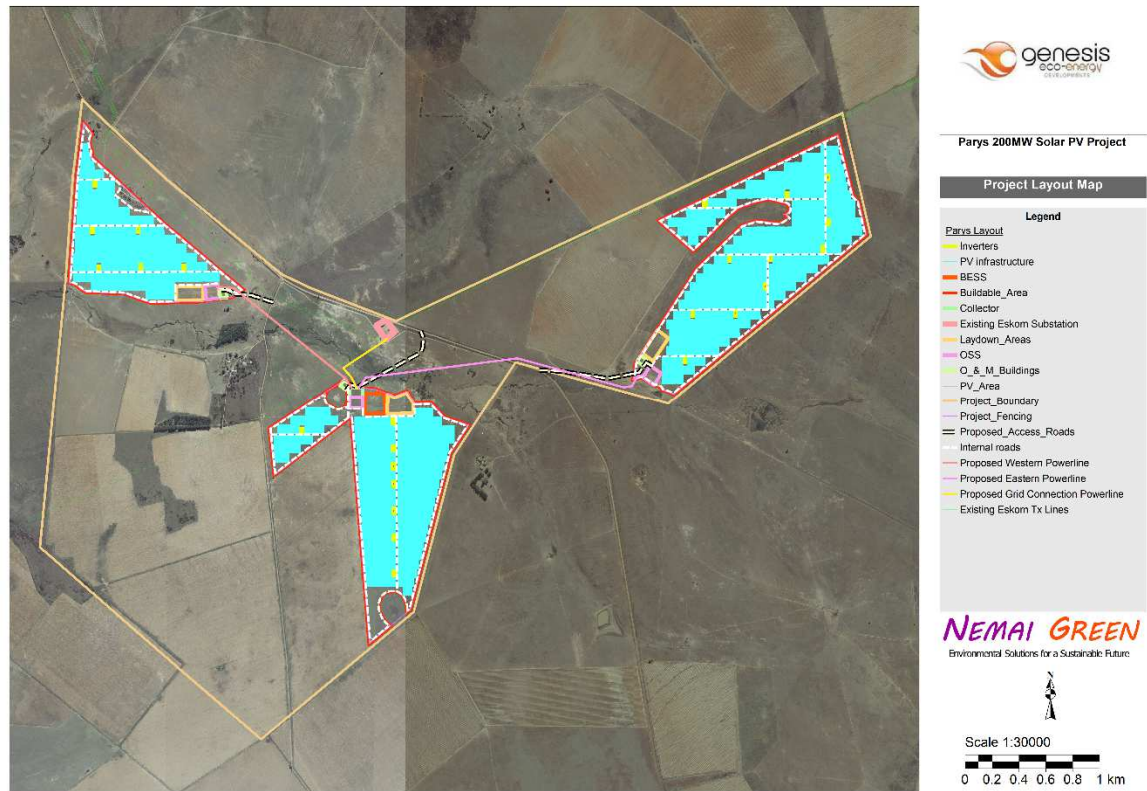 genesis
eco-energy
DEVELOPMENTS
Parys 200MW Solar PV Project
Project Layout Map
Legend
Parys Layout
Inverters
PV infrastructure
BESS
Buildable_Area
Collector
Existing Eskom Substation
Laydown_Areas
OSS
O_&_M_Buildings
PV_Area
Project_Boundary
Project_Fencing
Proposed_Access_Roads
Internal roads
Proposed Western Powerline
Proposed Eastern Powerline
Proposed Grid Connection Powerline
Existing Eskom Tx Lines
NEMAI GREEN
Environmental Solutions for a Sustainable Future
N
Scale 1:30000
0 0.2 0.4 0.6 0.8 1 km